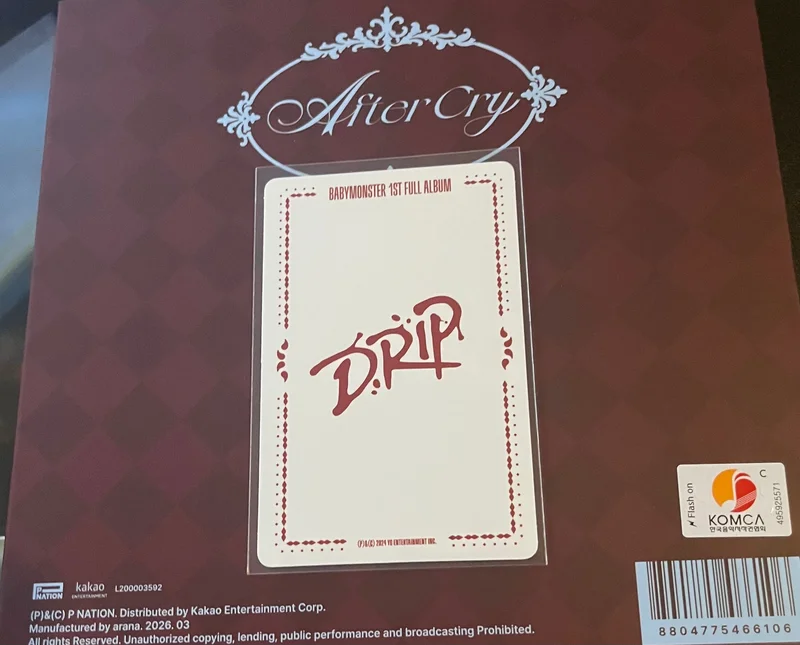 After Cry
BABYMONSTER 1ST FULL ALBUM
DRIP
(P)&(C) 2024 YG ENTERTAINMENT INC.
Flash on
C
KOMCA
한국음악저작권협회
495925571
P NATION
kakao
ENTERTAINMENT
L200003592
(P)&(C) P NATION. Distributed by Kakao Entertainment Corp.
Manufactured by arana. 2026. 03
All rights Reserved. Unauthorized copying, lending, public performance and broadcasting Prohibited.
8804775466106